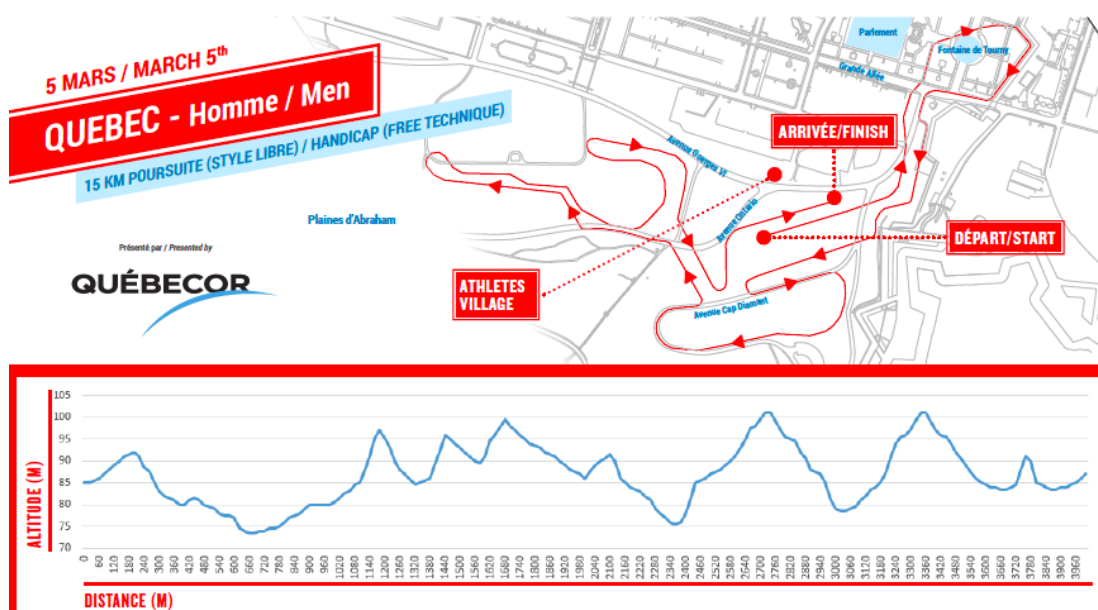 5 MARS / MARCH 5th
QUEBEC - Homme / Men
15 KM POURSUITE (STYLE LIBRE) / HANDICAP (FREE TECHNIQUE)
Parlement
Fontaine de Tourny
Grande Allée
ARRIVÉE/FINISH
Avenue Goerges VI
Plaines d'Abraham
Avenue Ontario
DÉPART/START
Présenté par / Presented by
QUÉBECOR
ATHLETES
VILLAGE
Avenue Cap Diamant
ALTITUDE (M)
105
100
95
90
85
80
75
70
0 60 120 180 240 300 360 420 480 540 600 660 720 780 840 900 960 1020 1080 1140 1200 1260 1320 1380 1440 1500 1560 1620 1680 1740 1800 1860 1920 1980 2040 2100 2160 2220 2280 2340 2400 2460 2520 2580 2640 2700 2760 2820 2880 2940 3000 3060 3120 3180 3240 3300 3360 3420 3480 3540 3600 3660 3720 3780 3840 3900 3960
DISTANCE (M)